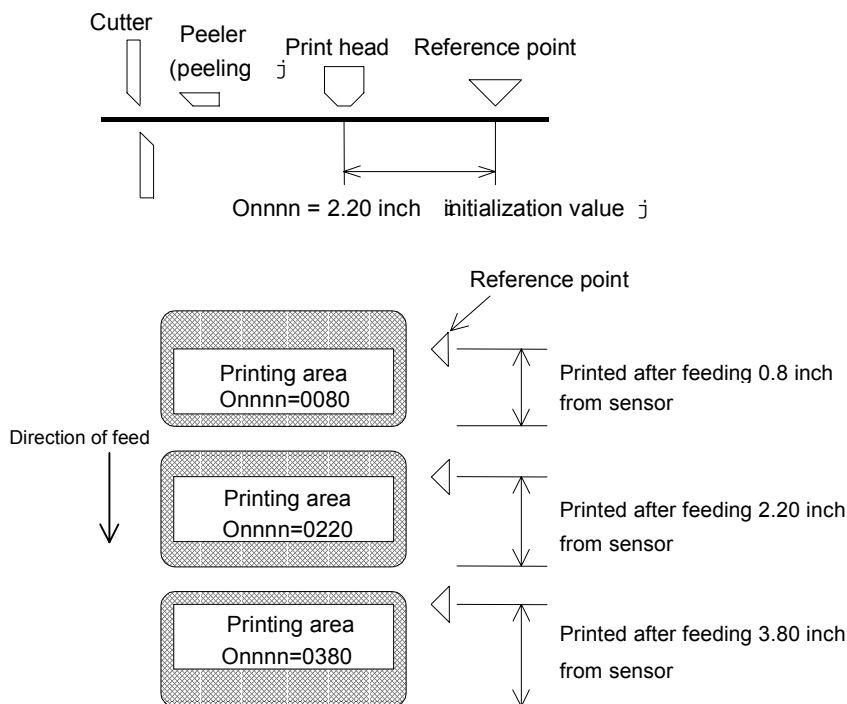 Cutter
Peeler
(peeling j
Print head
Reference point
Onnnn = 2.20 inch initialization value j
Reference point
Printing area
Onnnn=0080
Printed after feeding 0.8 inch
from sensor
Direction of feed
Printing area
Onnnn=0220
Printed after feeding 2.20 inch
from sensor
Printing area
Onnnn=0380
Printed after feeding 3.80 inch
from sensor